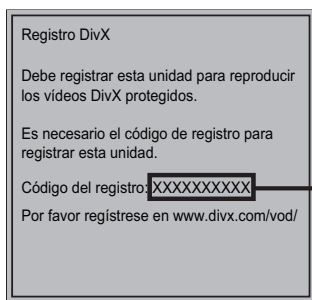 Registro DivX
Debe registrar esta unidad para reproducir
los vídeos DivX protegidos.
Es necesario el código de registro para
registrar esta unidad.
Código del registro: XXXXXXXXXX
Por favor regístrese en www.divx.com/vod/